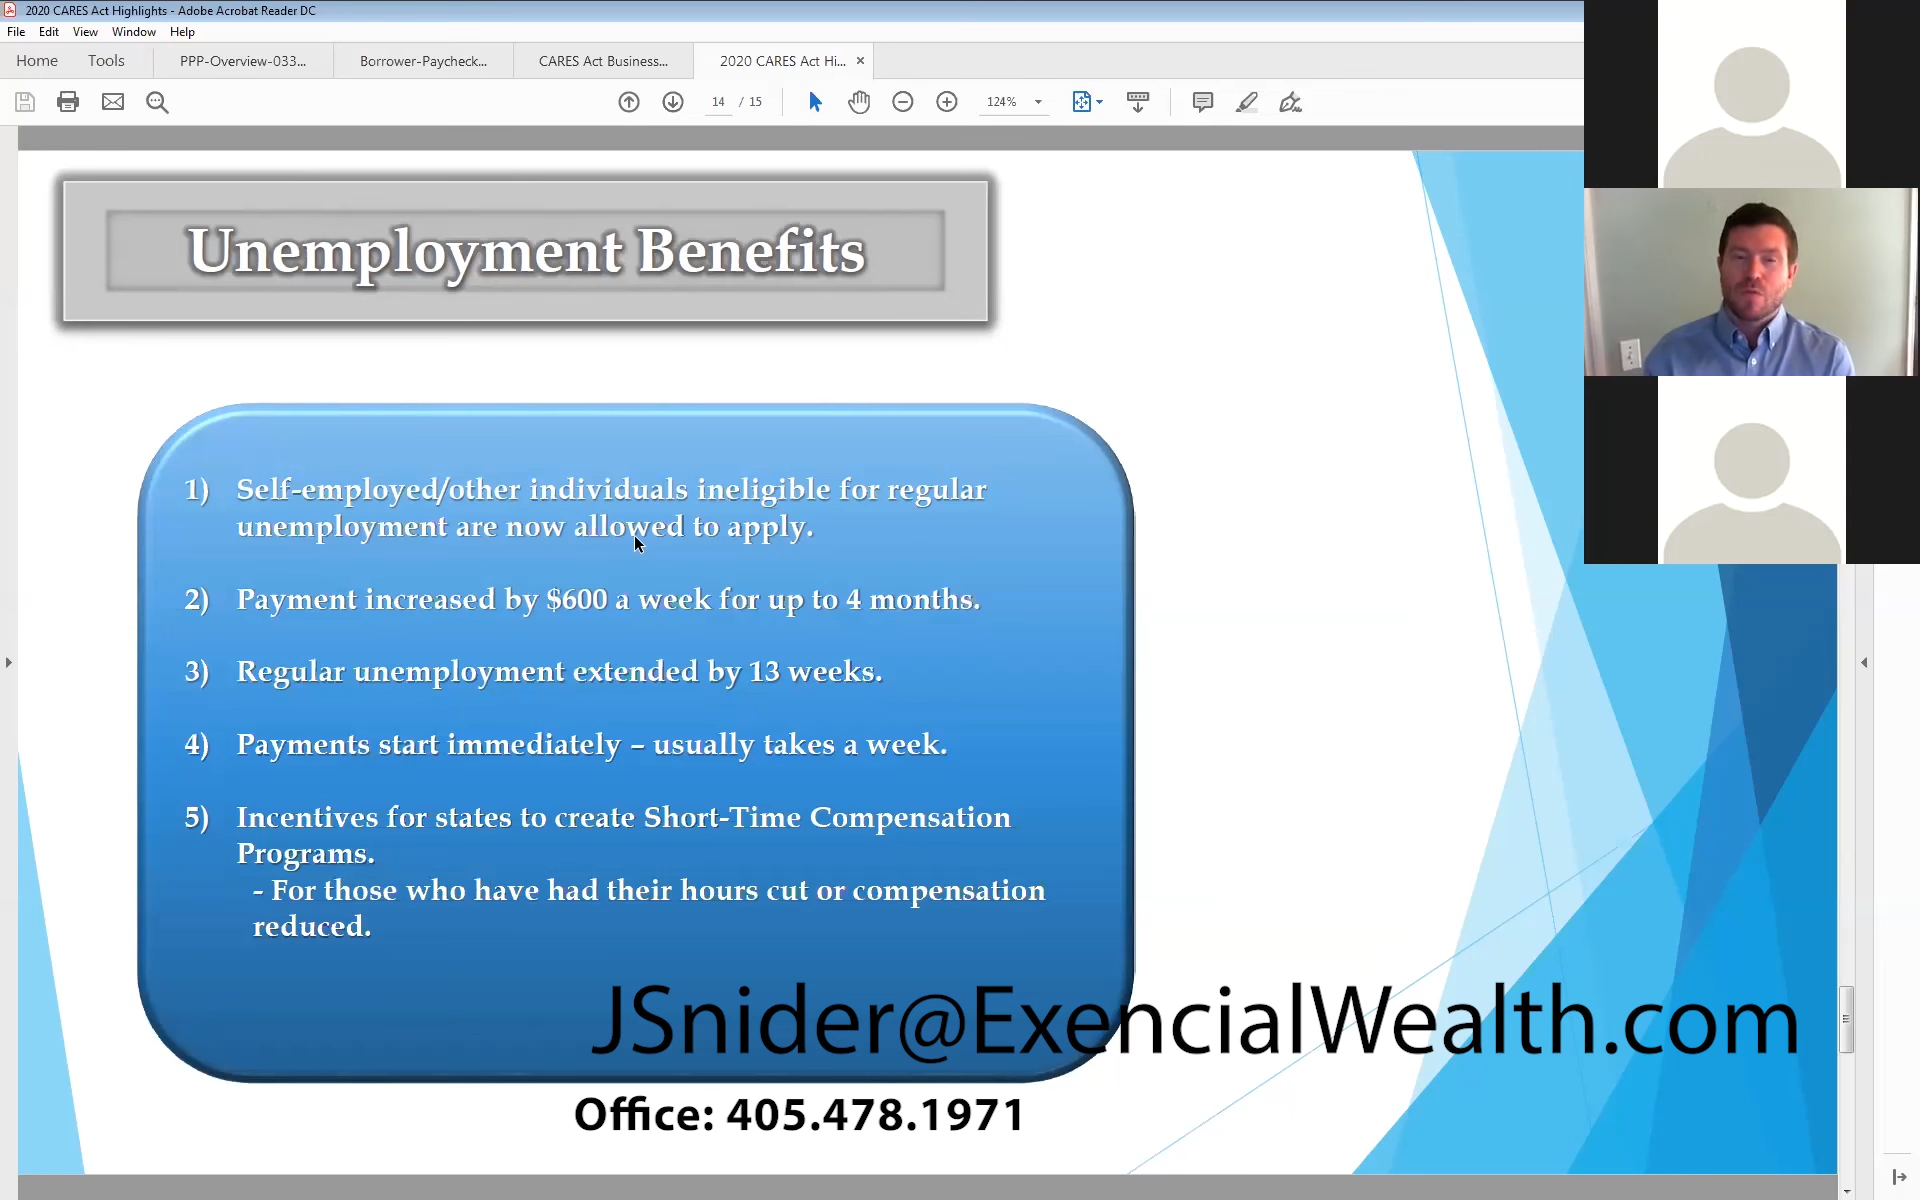 2020 CARES Act Highlights - Adobe Acrobat Reader DC
File Edit View Window Help
Home Tools PPP-Overview-033... Borrower-Paycheck... CARES Act Business... 2020 CARES Act Hi... ×
14 / 15 124%
Unemployment Benefits
1) Self-employed/other individuals ineligible for regular
unemployment are now allowed to apply.
2) Payment increased by $600 a week for up to 4 months.
3) Regular unemployment extended by 13 weeks.
4) Payments start immediately – usually takes a week.
5) Incentives for states to create Short-Time Compensation
Programs.
- For those who have had their hours cut or compensation
reduced.
JSnider@ExencialWealth.com
Office: 405.478.1971